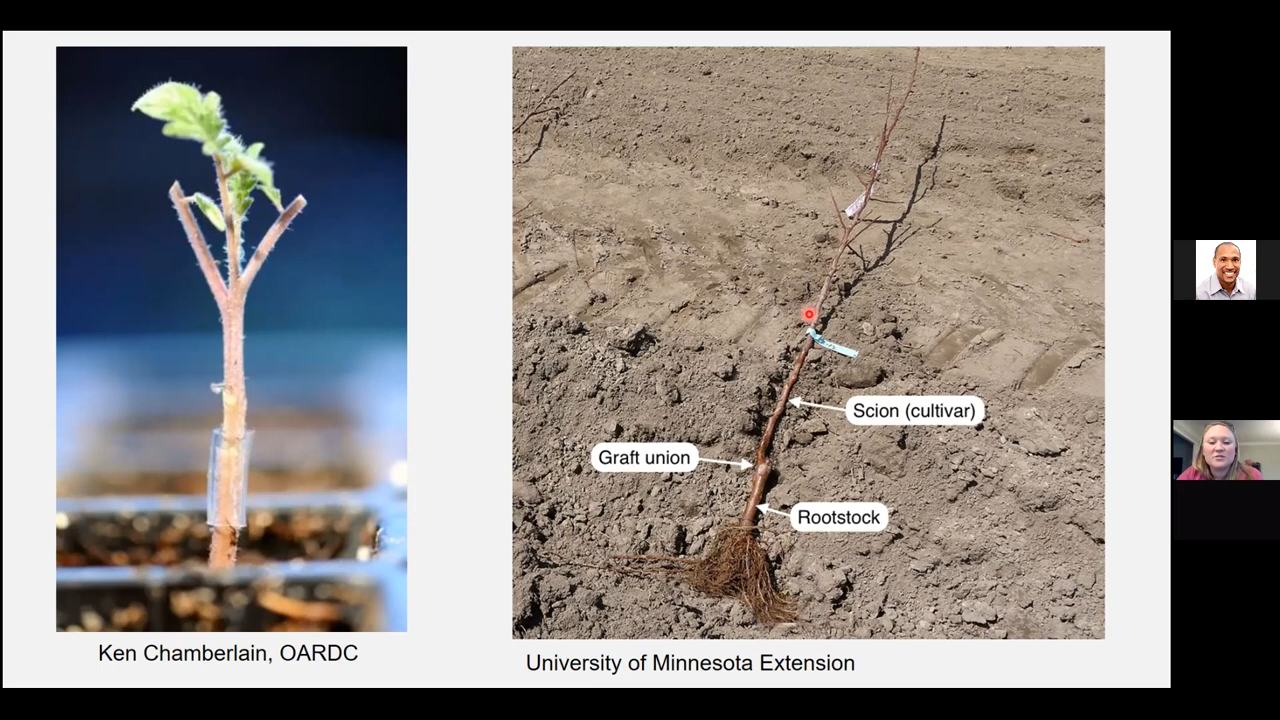 Scion (cultivar)
Graft union
Rootstock
Ken Chamberlain, OARDC
University of Minnesota Extension